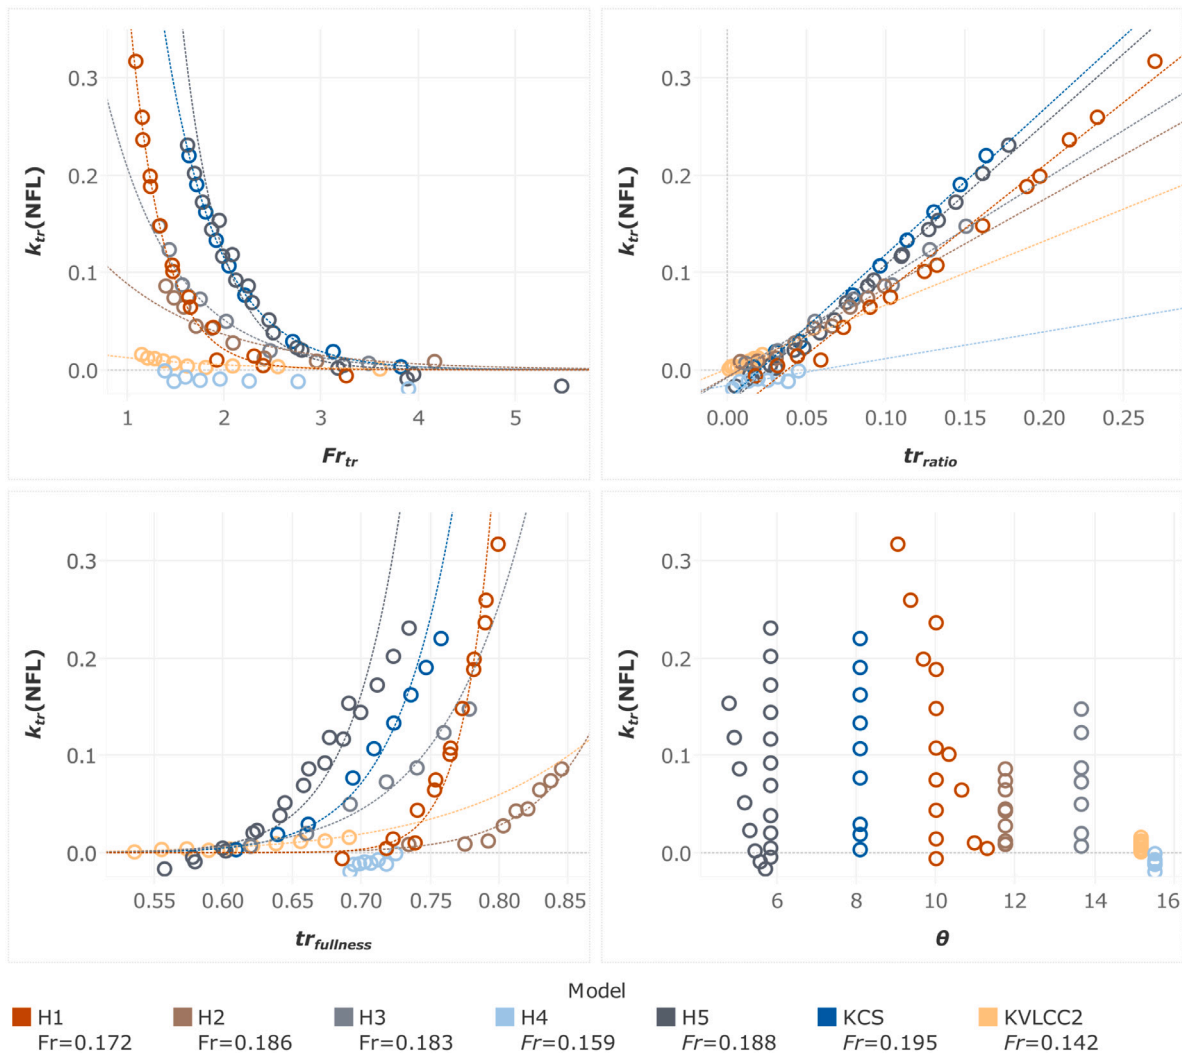 0.3
0.2
0.1
0.0
k_tr(NFL)
1 2 3 4 5
Fr_tr
0.3
0.2
0.1
0.0
k_tr(NFL)
0.00 0.05 0.10 0.15 0.20 0.25
tr_ratio
0.3
0.2
0.1
0.0
k_tr(NFL)
0.55 0.60 0.65 0.70 0.75 0.80 0.85
tr_fullness
0.3
0.2
0.1
0.0
k_tr(NFL)
6 8 10 12 14 16
θ
Model
H1 H2 H3 H4 H5 KCS KVLCC2
Fr=0.172 Fr=0.186 Fr=0.183 Fr=0.159 Fr=0.188 Fr=0.195 Fr=0.142